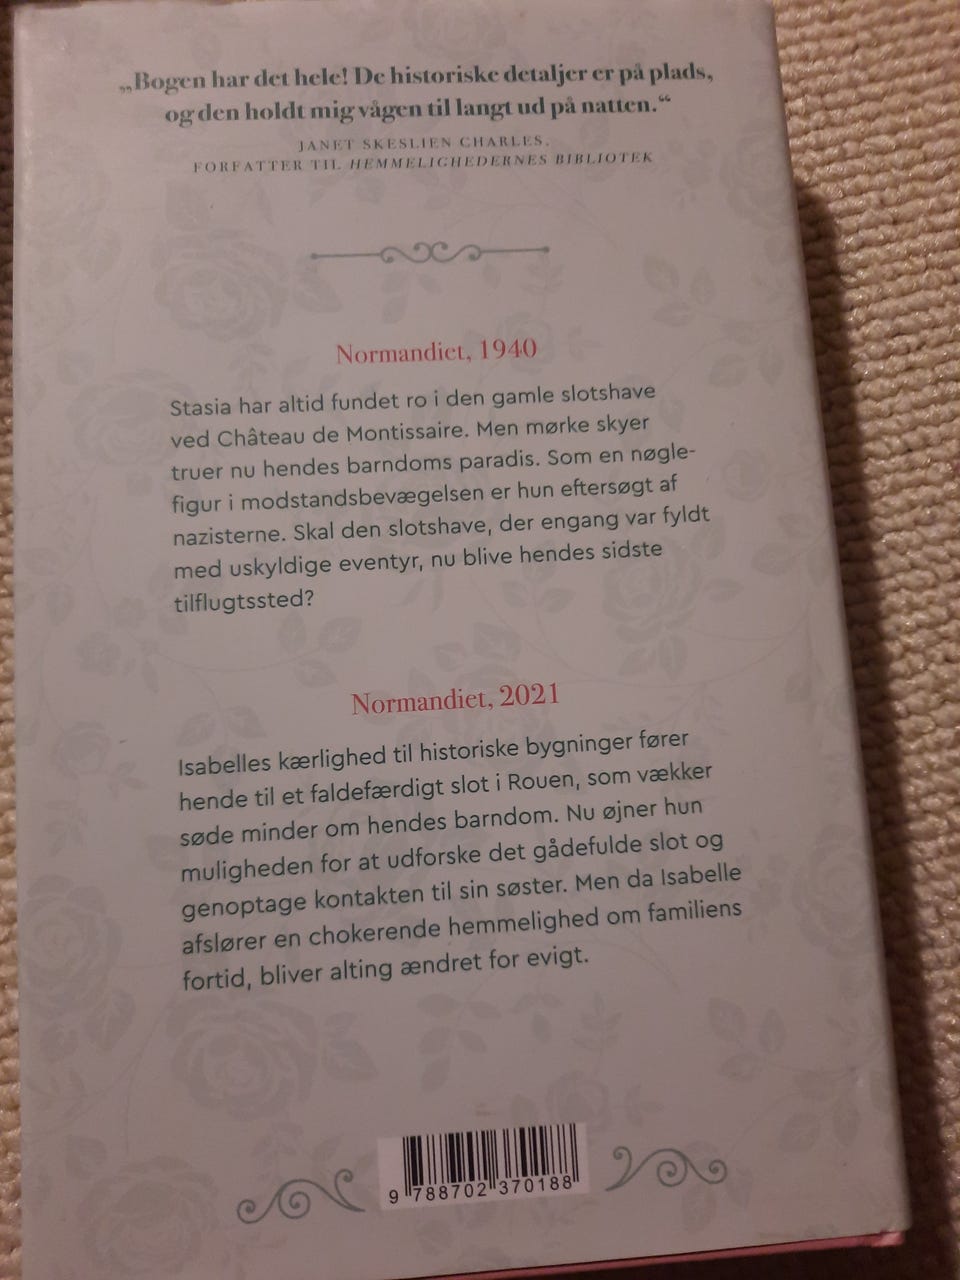 „Bogen har det hele! De historiske detaljer er på plads,
og den holdt mig vågen til langt ud på natten.“
JANET SKESLIEN CHARLES,
FORFATTER TIL HEMMELIGHEDERNES BIBLIOTEK
Normandiet, 1940
Stasia har altid fundet ro i den gamle slotshave
ved Château de Montissaire. Men mørke skyer
truer nu hendes barndoms paradis. Som en nøgle-
figur i modstandsbevægelsen er hun eftersøgt af
nazisterne. Skal den slotshave, der engang var fyldt
med uskyldige eventyr, nu blive hendes sidste
tilflugtssted?
Normandiet, 2021
Isabelles kærlighed til historiske bygninger fører
hende til et faldefærdigt slot i Rouen, som vækker
søde minder om hendes barndom. Nu øjner hun
muligheden for at udforske det gådefulde slot og
genoptage kontakten til sin søster. Men da Isabelle
afslører en chokerende hemmelighed om familiens
fortid, bliver alting ændret for evigt.
9 788702 370188